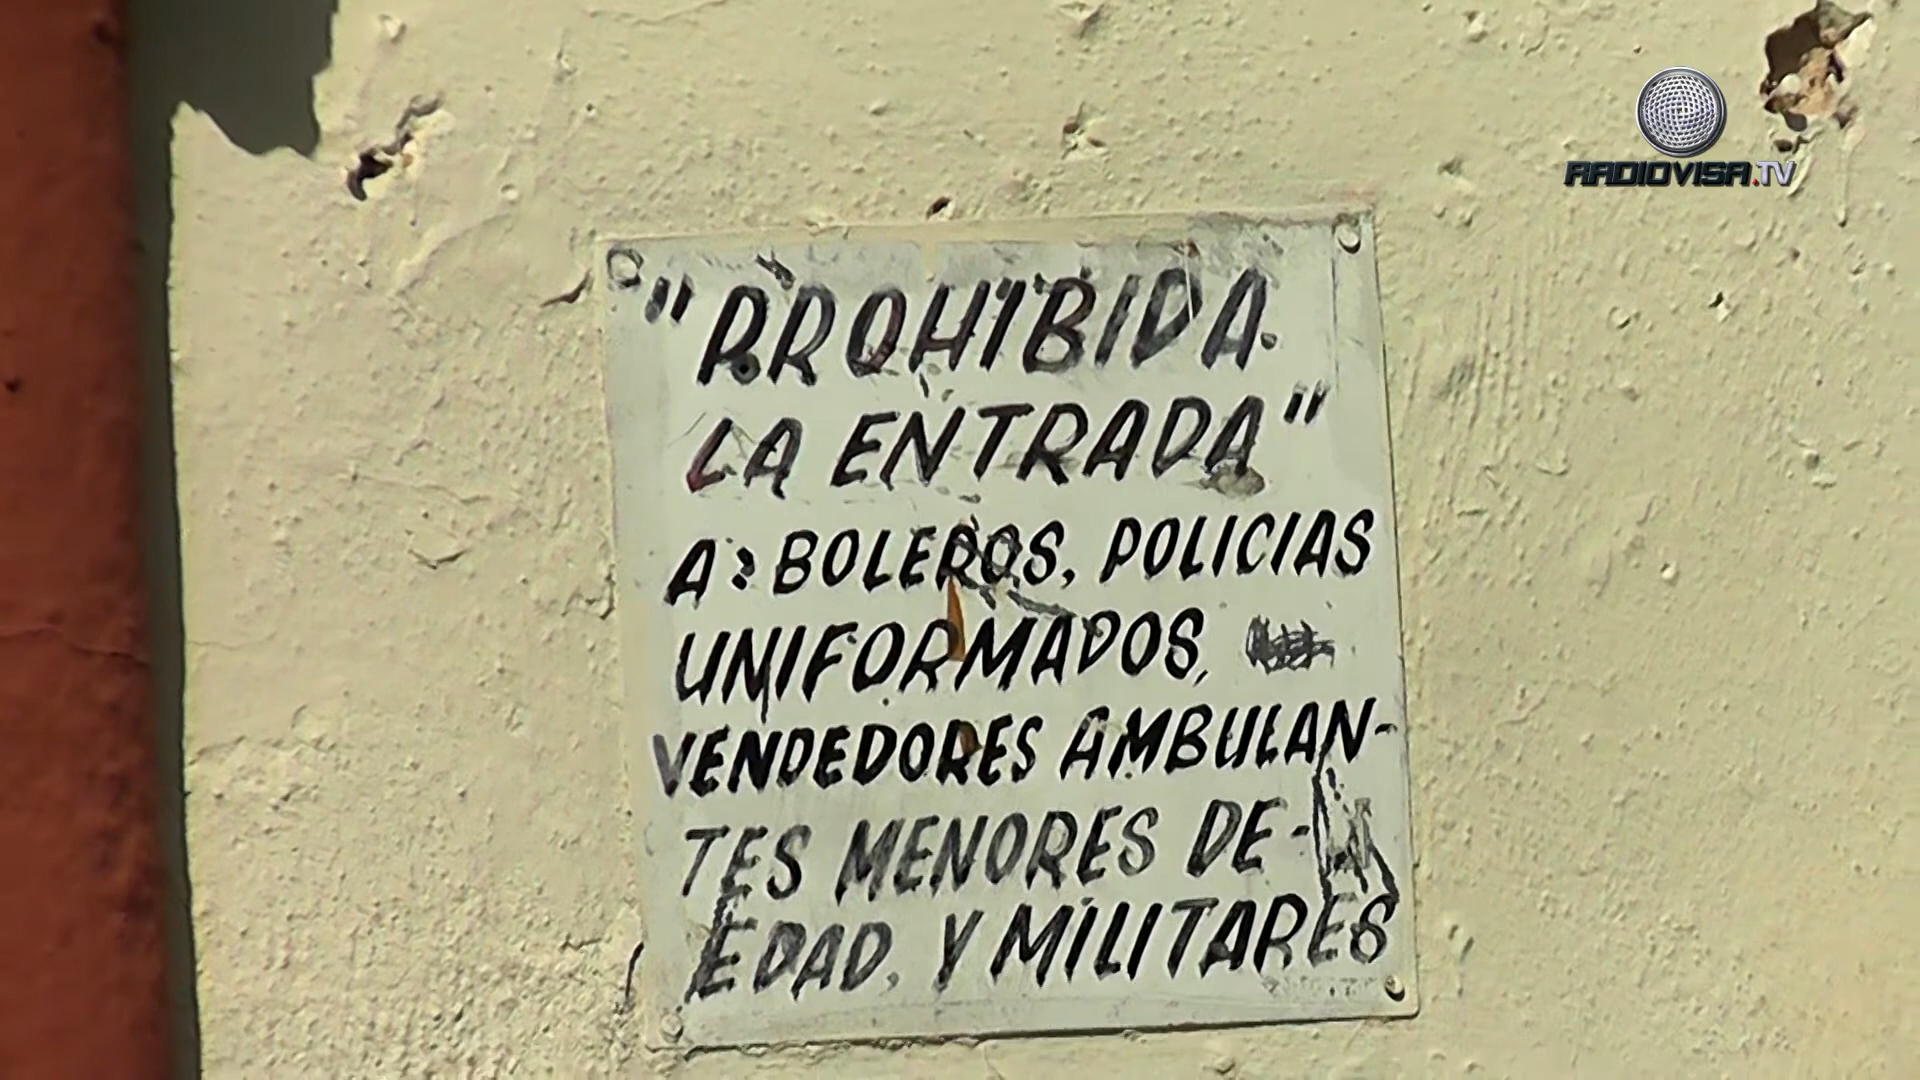 RADIOVISA.TV
"PROHIBIDA.
LA ENTRADA"
A: BOLEROS, POLICIAS
UNIFORMADOS,
VENDEDORES AMBULAN-
TES MENORES DE-
EDAD, Y MILITARES